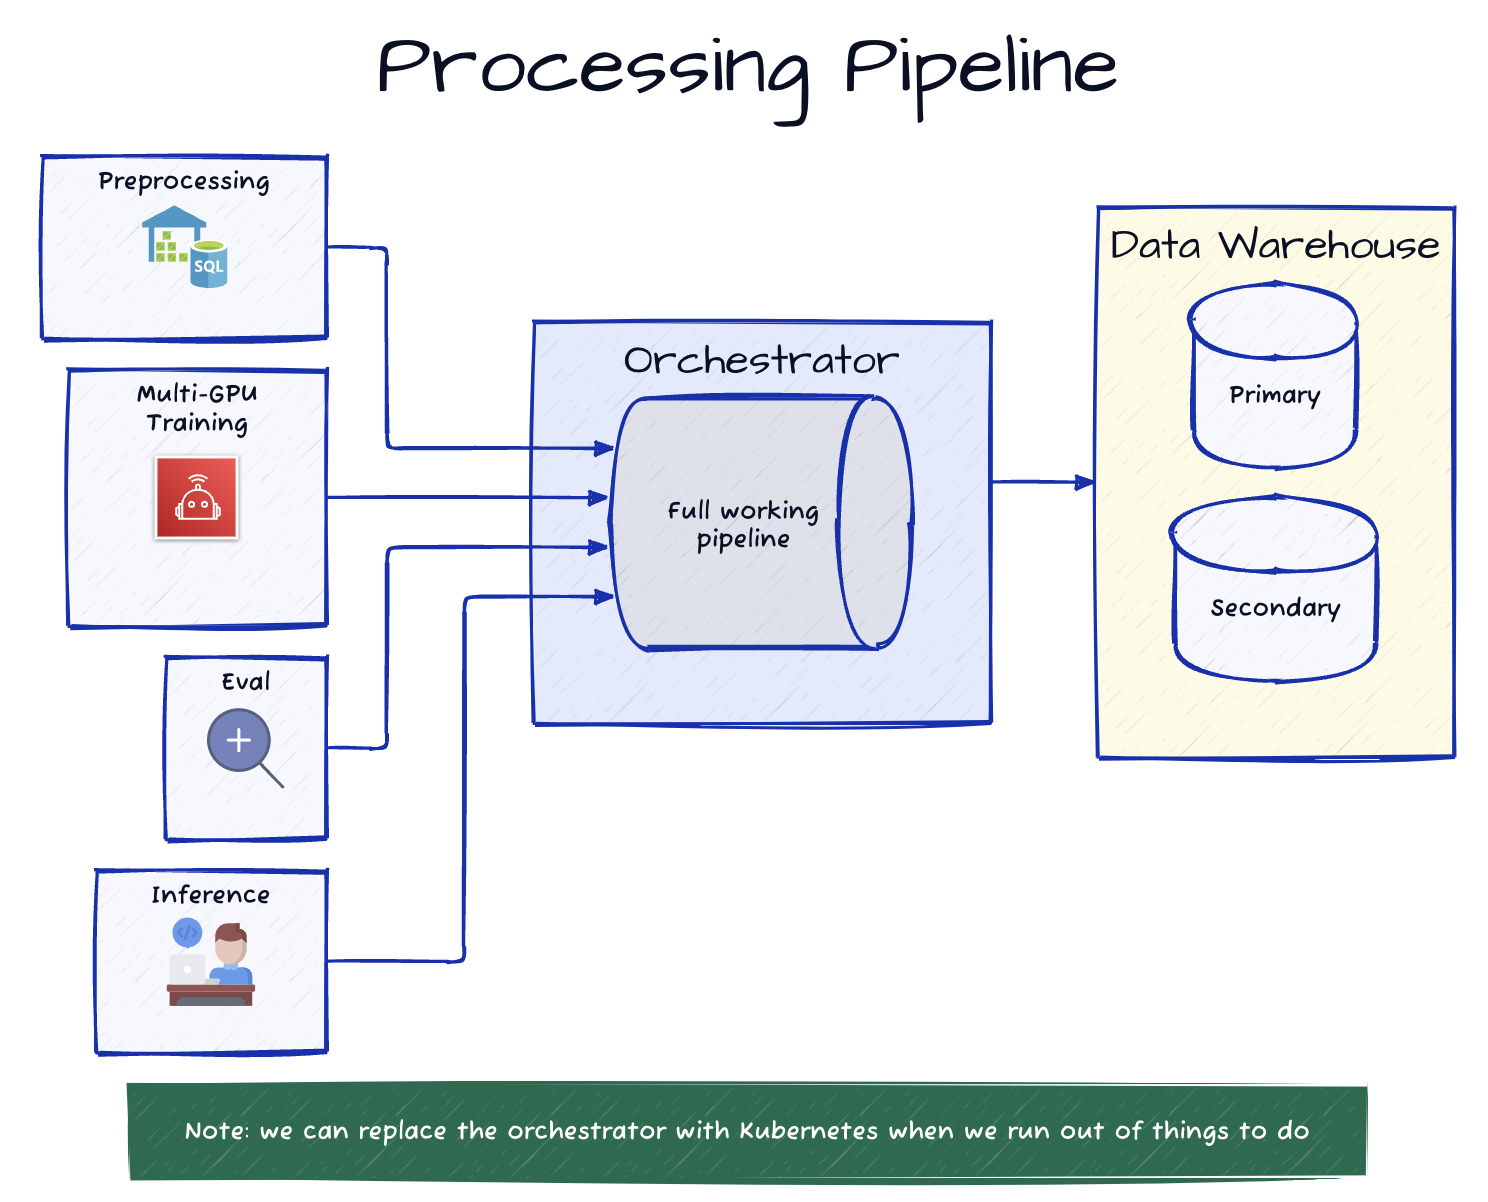 Processing Pipeline
Preprocessing
SQL
Multi-GPU
Training
Eval
Inference
</>
Orchestrator
Full working
pipeline
Data Warehouse
Primary
Secondary
Note: we can replace the orchestrator with Kubernetes when we run out of things to do